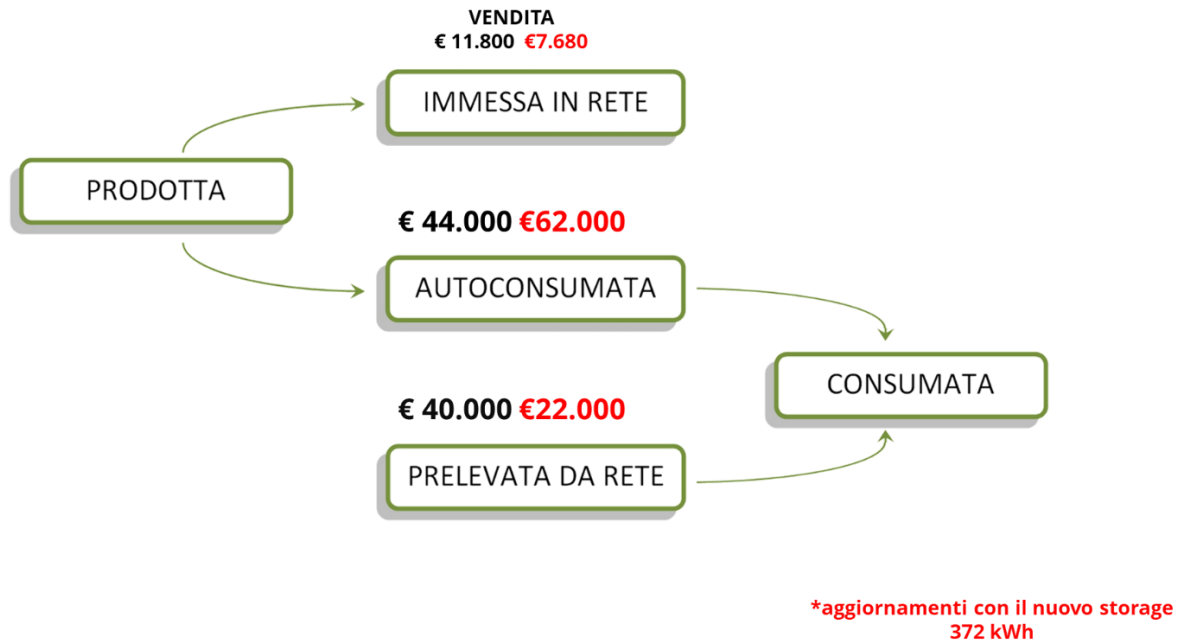 VENDITA
€ 11.800 €7.680
IMMESSA IN RETE
PRODOTTA
€ 44.000 €62.000
AUTOCONSUMATA
CONSUMATA
€ 40.000 €22.000
PRELEVATA DA RETE
*aggiornamenti con il nuovo storage
372 kWh